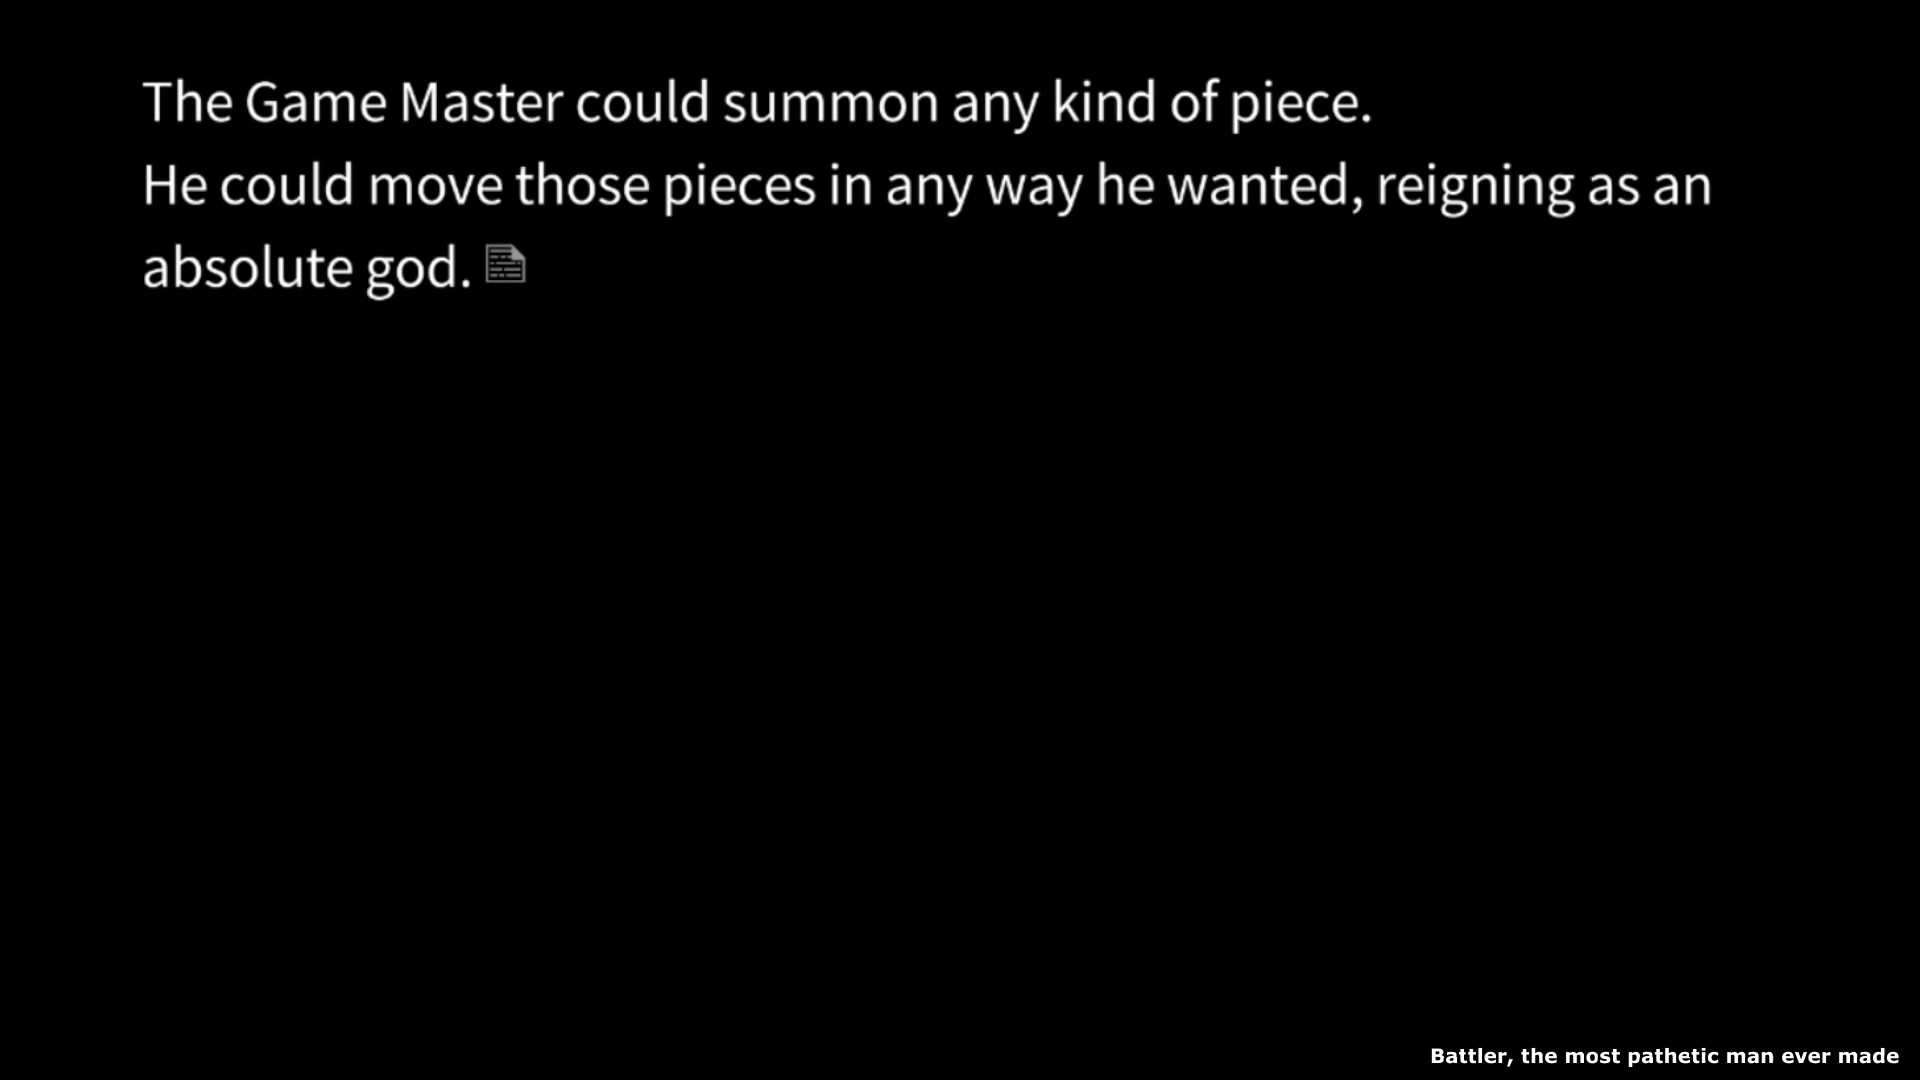 The Game Master could summon any kind of piece.
He could move those pieces in any way he wanted, reigning as an
absolute god.
Battler, the most pathetic man ever made